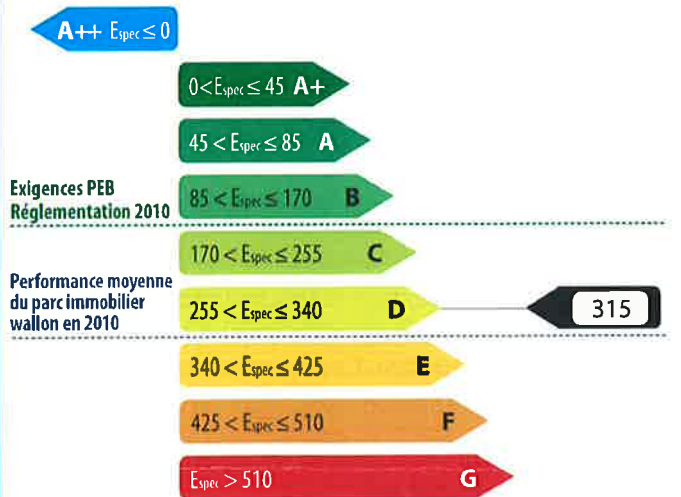 A++ Espec ≤ 0
0 < Espec ≤ 45 A+
45 < Espec ≤ 85 A
Exigences PEB
Réglementation 2010
85 < Espec ≤ 170 B
170 < Espec ≤ 255 C
Performance moyenne
du parc immobilier
wallon en 2010
255 < Espec ≤ 340 D
315
340 < Espec ≤ 425 E
425 < Espec ≤ 510 F
Espec > 510 G